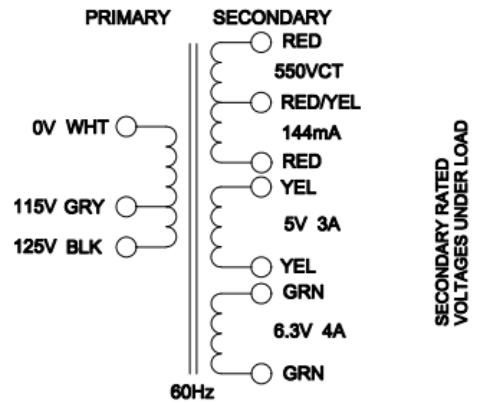 PRIMARY SECONDARY
RED
550VCT
0V WHT
RED/YEL
144mA
RED
115V GRY
YEL
5V 3A
125V BLK
YEL
GRN
6.3V 4A
GRN
60Hz
SECONDARY RATED
VOLTAGES UNDER LOAD